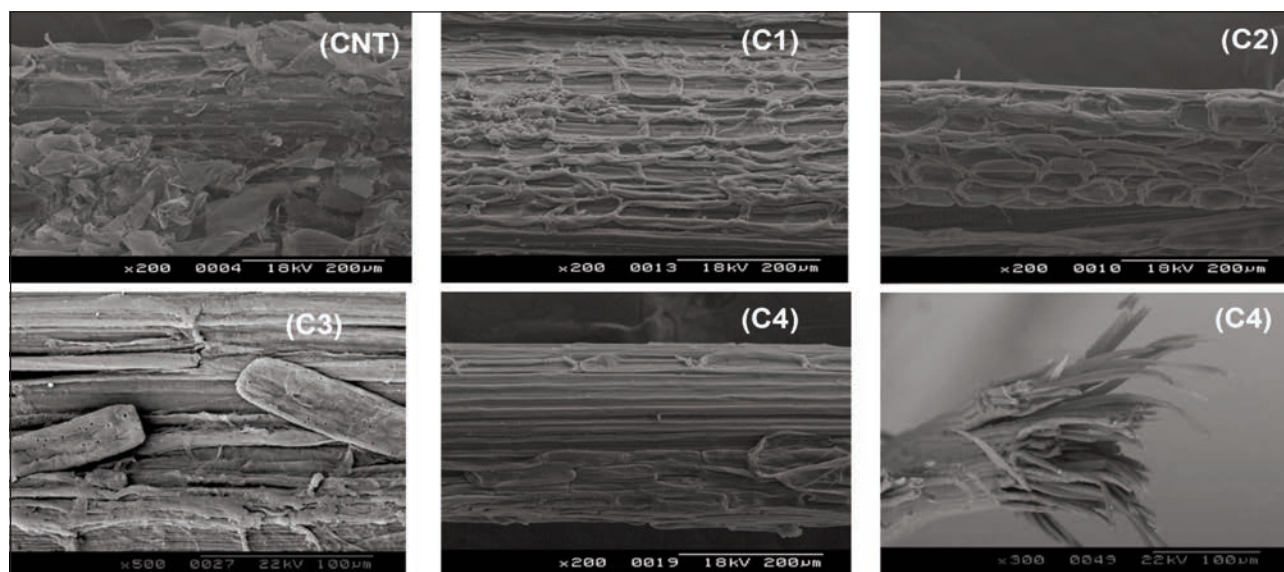 (CNT)
(C1)
(C2)
x200 0004 18kV 200µm
x200 0013 18kV 200µm
x200 0010 18kV 200µm
(C3)
(C4)
(C4)
x500 0027 22kV 100µm
x200 0019 18kV 200µm
x300 0049 22kV 100µm